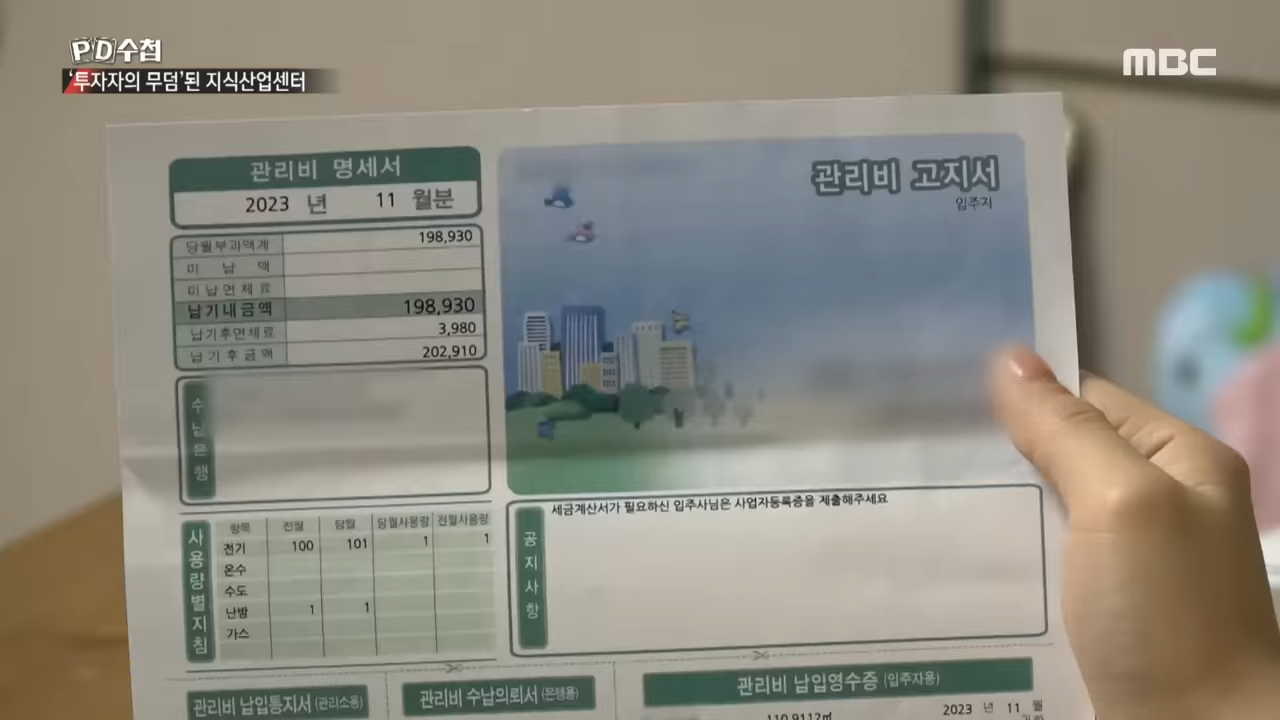 PD수첩
'투자자의 무덤'된 지식산업센터
MBC
관리비 명세서
2023 년 11 월분
당월부과액계 198,930
미 납 액
미납연체료
납기내금액 198,930
납기후연체료 3,980
납기후금액 202,910
수납은행
관리비 고지서
입주자
사용량별지침
항목 전월 당월 당월사용량 전월사용량
전기 100 101 1 1
온수
수도
난방 1 1
가스
공지사항
세금계산서가 필요하신 입주사님은 사업자등록증을 제출해주세요
관리비 납입통지서 (관리소용)
관리비 수납의뢰서 (은행용)
관리비 납입영수증 (입주자용)
110.9112㎡
2023 년 11 월